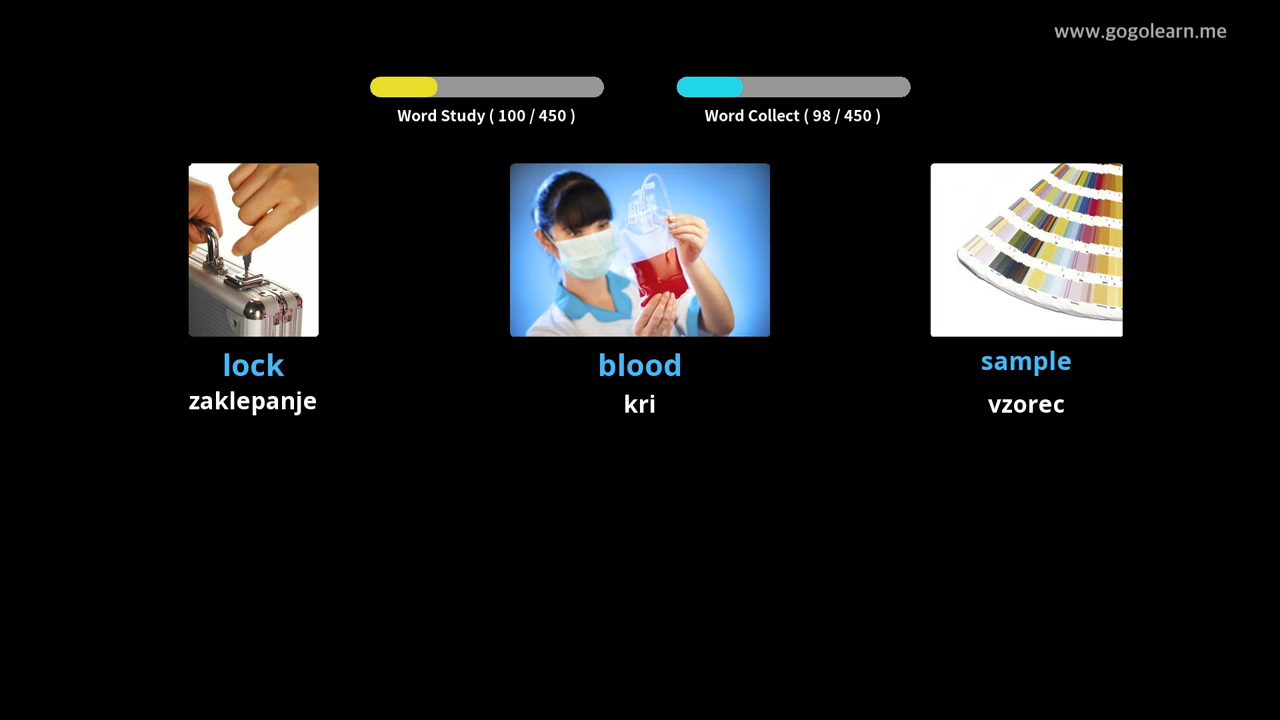 www.gogolearn.me
Word Study ( 100 / 450 )
Word Collect ( 98 / 450 )
lock
blood
sample
zaklepanje
kri
vzorec